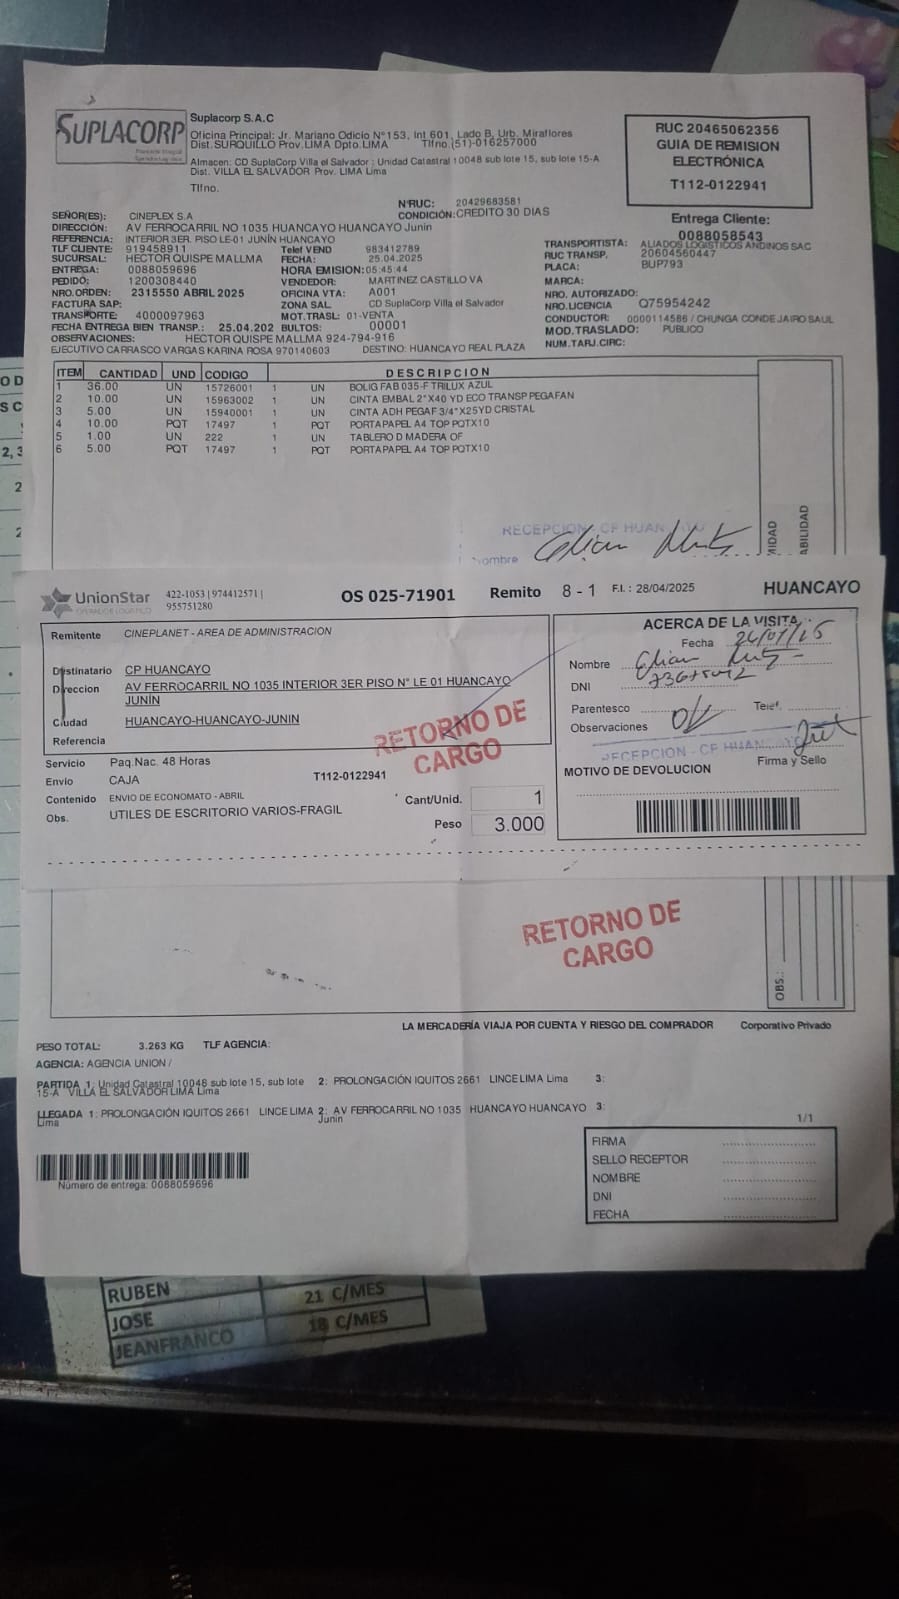 SUPLACORP
Suplacorp S.A.C
Oficina Principal: Jr. Mariano Odicio N°153, Int 601, Lado B, Urb. Miraflores
Dist. SURQUILLO Prov.LIMA Dpto.LIMA Tlfno.(51)-016257000
Almacen: CD SuplaCorp Villa el Salvador : Unidad Catastral 10048 sub lote 15, sub lote 15-A
Dist. VILLA EL SALVADOR Prov. LIMA Lima
Tlfno.
RUC 20465062356
GUIA DE REMISION
ELECTRÓNICA
T112-0122941
N°RUC: 20429683581
CONDICIÓN:CREDITO 30 DIAS
Entrega Cliente:
0088058543
SEÑOR(ES): CINEPLEX S.A
DIRECCIÓN: AV FERROCARRIL NO 1035 HUANCAYO HUANCAYO Junin
REFERENCIA: INTERIOR 3ER. PISO LE-01 JUNÍN HUANCAYO
TLF CLIENTE: 919458911 Telef VEND 983412789
SUCURSAL: HECTOR QUISPE MALLMA FECHA: 25.04.2025
ENTREGA: 0088059696 HORA EMISION:05:45:44
PEDIDO: 1200308440 VENDEDOR: MARTINEZ CASTILLO VA
NRO.ORDEN: 2315550 ABRIL 2025 OFICINA VTA: A001
FACTURA SAP: ZONA SAL. CD SuplaCorp Villa el Salvador
TRANSPORTE: 4000097963 MOT.TRASL: 01-VENTA
FECHA ENTREGA BIEN TRANSP.: 25.04.202 BULTOS: 00001
OBSERVACIONES: HECTOR QUISPE MALLMA 924-794-916
EJECUTIVO CARRASCO VARGAS KARINA ROSA 970140603 DESTINO: HUANCAYO REAL PLAZA
TRANSPORTISTA: ALIADOS LOGISTICOS ANDINOS SAC
RUC TRANSP. 20604560447
PLACA: BUP793
MARCA:
NRO. AUTORIZADO:
NRO.LICENCIA Q75954242
CONDUCTOR: 0000114586 / CHUNGA CONDE JAIRO SAUL
MOD.TRASLADO: PUBLICO
NUM.TARJ.CIRC:
ITEM CANTIDAD UND CODIGO DESCRIPCION
1 36.00 UN 15726001 1 UN BOLIG FAB 035-F TRILUX AZUL
2 10.00 UN 15963002 1 UN CINTA EMBAL 2"X40 YD ECO TRANSP PEGAFAN
3 5.00 UN 15940001 1 UN CINTA ADH PEGAF 3/4"X25YD CRISTAL
4 10.00 PQT 17497 1 PQT PORTAPAPEL A4 TOP PQTX10
5 1.00 UN 222 1 UN TABLERO D MADERA OF
6 5.00 PQT 17497 1 PQT PORTAPAPEL A4 TOP PQTX10
RECEPCION - CP HUAN
Nombre
UnionStar
OPERADOR LOGISTICO
422-1053 | 974412571 |
955751280
OS 025-71901 Remito 8 - 1 F.I. : 28/04/2025 HUANCAYO
Remitente CINEPLANET - AREA DE ADMINISTRACION
Destinatario CP HUANCAYO
Direccion AV FERROCARRIL NO 1035 INTERIOR 3ER PISO N° LE 01 HUANCAYO
JUNÍN
Ciudad HUANCAYO-HUANCAYO-JUNIN
Referencia
RETORNO DE
CARGO
Servicio Paq.Nac. 48 Horas
Envio CAJA T112-0122941
Contenido ENVIO DE ECONOMATO - ABRIL
Obs. UTILES DE ESCRITORIO VARIOS-FRAGIL
Cant/Unid. 1
Peso 3.000
ACERCA DE LA VISITA
Fecha
Nombre
DNI
Parentesco Telef.
Observaciones OK
RECEPCION - CP HUANCAYO
MOTIVO DE DEVOLUCION Firma y Sello
RETORNO DE
CARGO
OBS.:
LA MERCADERÍA VIAJA POR CUENTA Y RIESGO DEL COMPRADOR Corporativo Privado
PESO TOTAL: 3.263 KG TLF AGENCIA:
AGENCIA: AGENCIA UNION /
PARTIDA 1: Unidad Catastral 10048 sub lote 15, sub lote 2: PROLONGACIÓN IQUITOS 2661 LINCE LIMA Lima 3:
15-A VILLA EL SALVADOR LIMA Lima
LLEGADA 1: PROLONGACIÓN IQUITOS 2661 LINCE LIMA 2: AV FERROCARRIL NO 1035 HUANCAYO HUANCAYO 3:
Lima Junin
1/1
Número de entrega: 0088059696
FIRMA
SELLO RECEPTOR
NOMBRE
DNI
FECHA
RUBEN 21 C/MES
JOSE 18 C/MES
JEANFRANCO